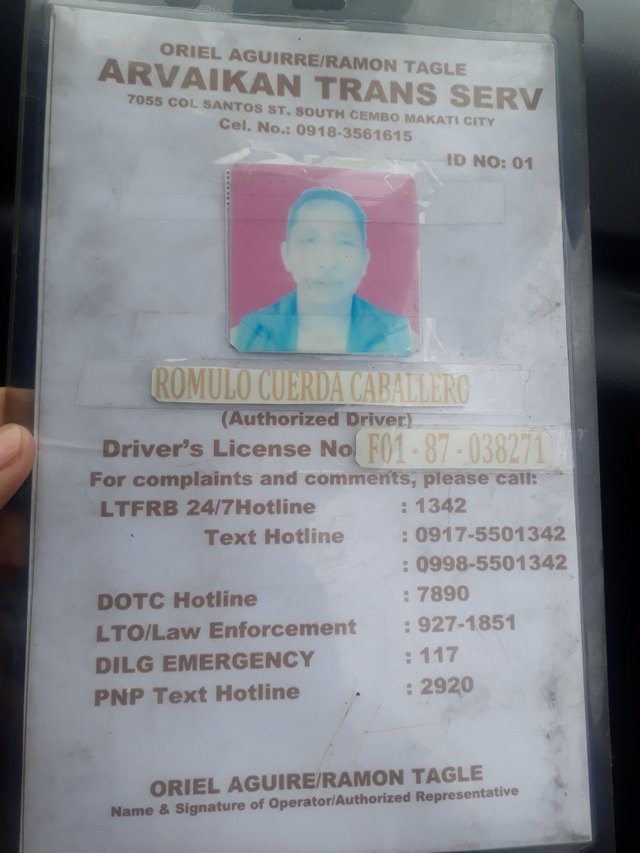 ORIEL AGUIRRE/RAMON TAGLE
ARVAIKAN TRANS SERV
7055 COL SANTOS ST. SOUTH CEMBO MAKATI CITY
Cel. No.: 0918-3561615
ID NO: 01
ROMULO CUERDA CABALLERO
(Authorized Driver)
Driver's License No F01 - 87 - 038271
For complaints and comments, please call:
LTFRB 24/7Hotline : 1342
Text Hotline : 0917-5501342
: 0998-5501342
DOTC Hotline : 7890
LTO/Law Enforcement : 927-1851
DILG EMERGENCY : 117
PNP Text Hotline : 2920
ORIEL AGUIRE/RAMON TAGLE
Name & Signature of Operator/Authorized Representative